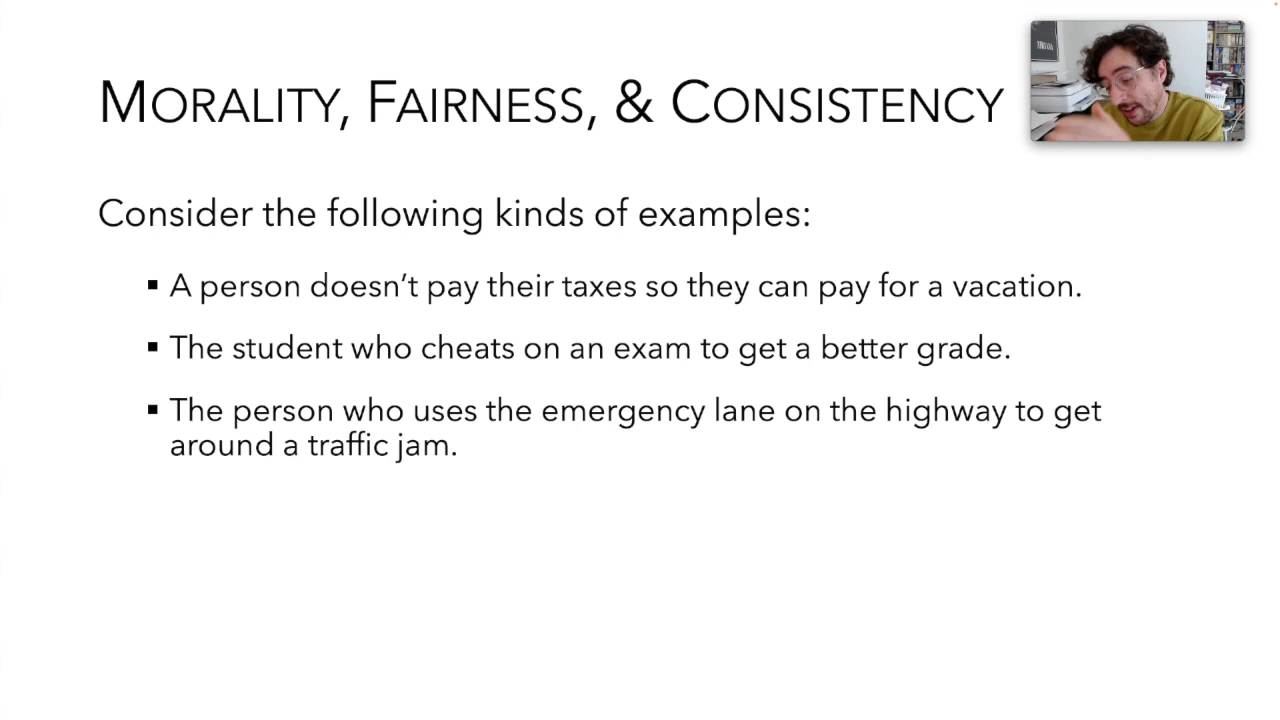 MORALITY, FAIRNESS, & CONSISTENCY
NIRVANA
Consider the following kinds of examples:
▪ A person doesn’t pay their taxes so they can pay for a vacation.
▪ The student who cheats on an exam to get a better grade.
▪ The person who uses the emergency lane on the highway to get
around a traffic jam.